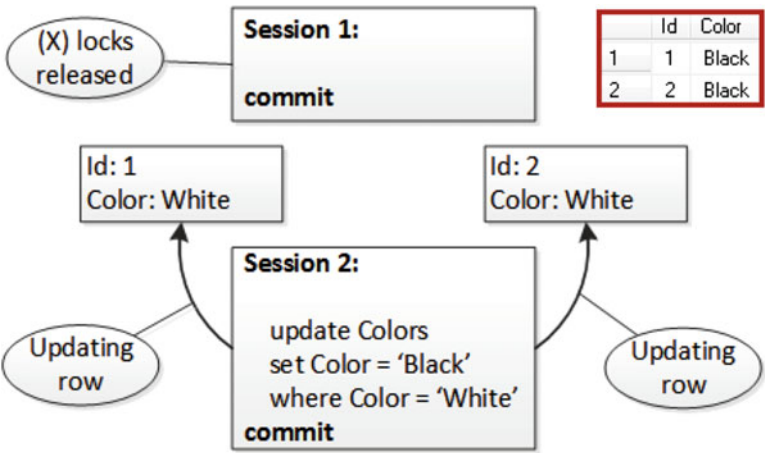 (X) locks
released
Session 1:
commit
Id Color
1 1 Black
2 2 Black
Id: 1
Color: White
Id: 2
Color: White
Session 2:
update Colors
set Color = ‘Black’
where Color = ‘White’
commit
Updating
row
Updating
row